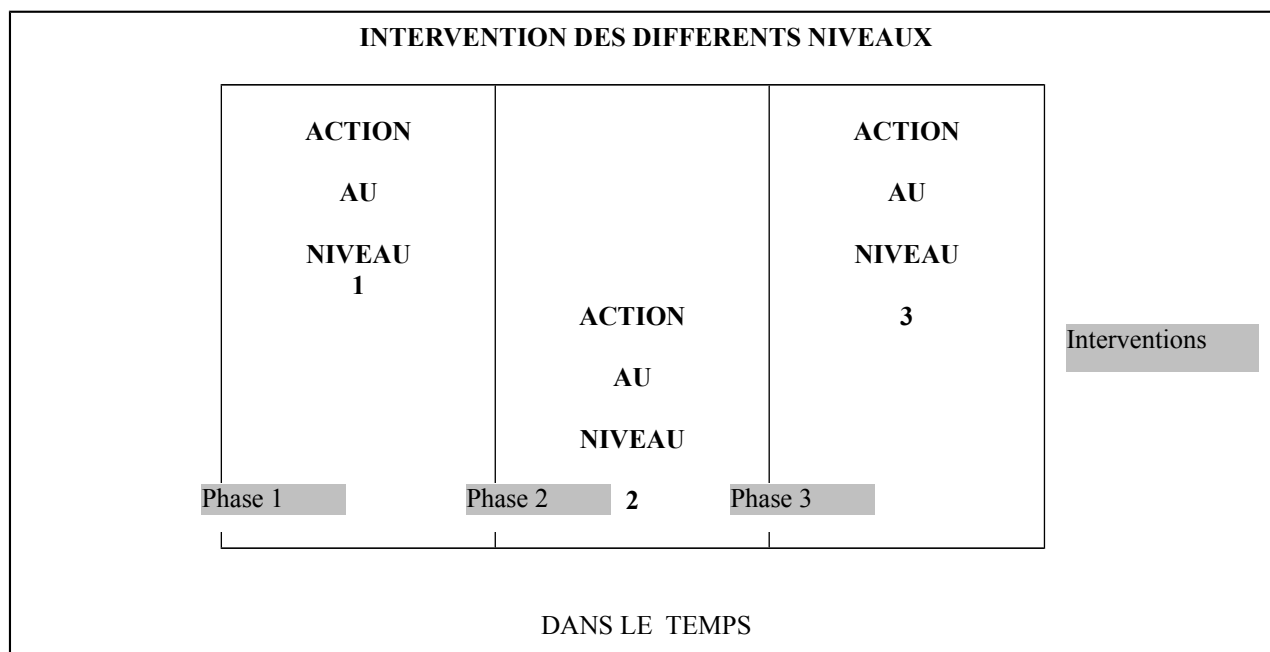 INTERVENTION DES DIFFERENTS NIVEAUX
ACTION
AU
NIVEAU
1
ACTION
AU
NIVEAU
2
ACTION
AU
NIVEAU
3
Interventions
Phase 1
Phase 2
Phase 3
DANS LE TEMPS